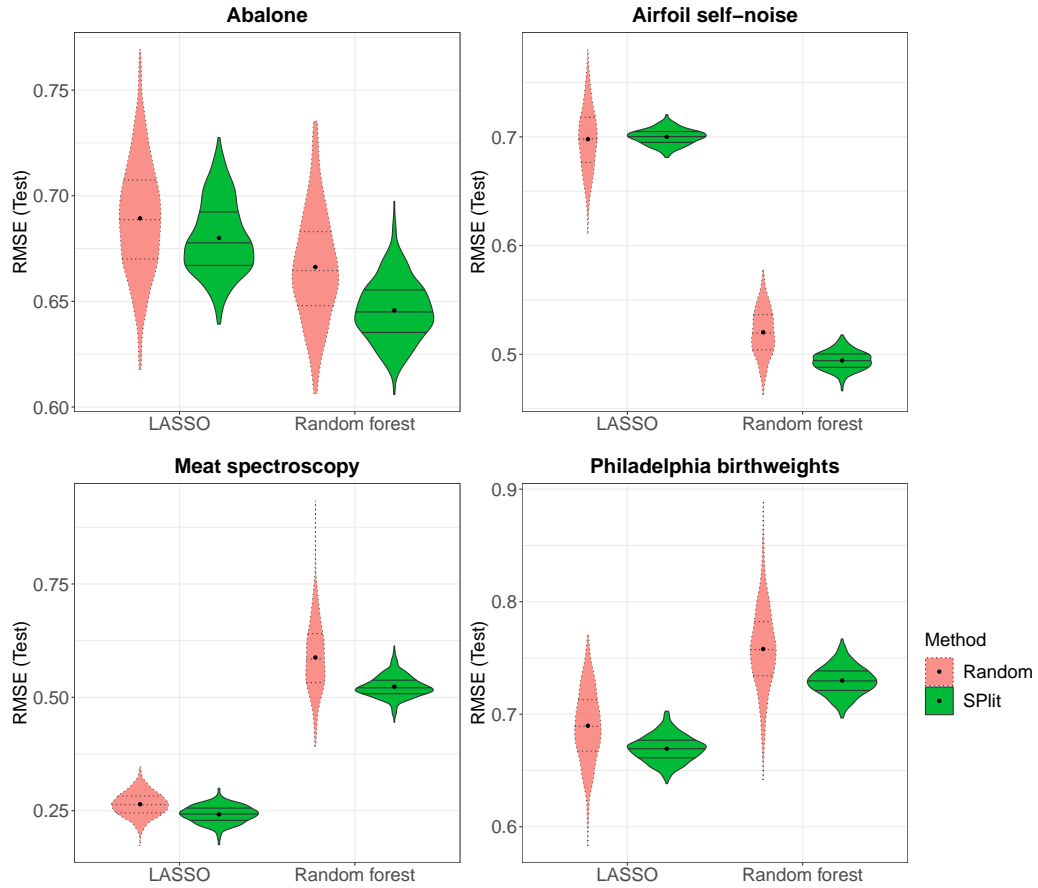 Abalone
RMSE (Test)
0.75
0.70
0.65
0.60
LASSO Random forest
Airfoil self−noise
RMSE (Test)
0.7
0.6
0.5
LASSO Random forest
Meat spectroscopy
RMSE (Test)
0.75
0.50
0.25
LASSO Random forest
Philadelphia birthweights
RMSE (Test)
0.9
0.8
0.7
0.6
LASSO Random forest
Method
Random
SPlit